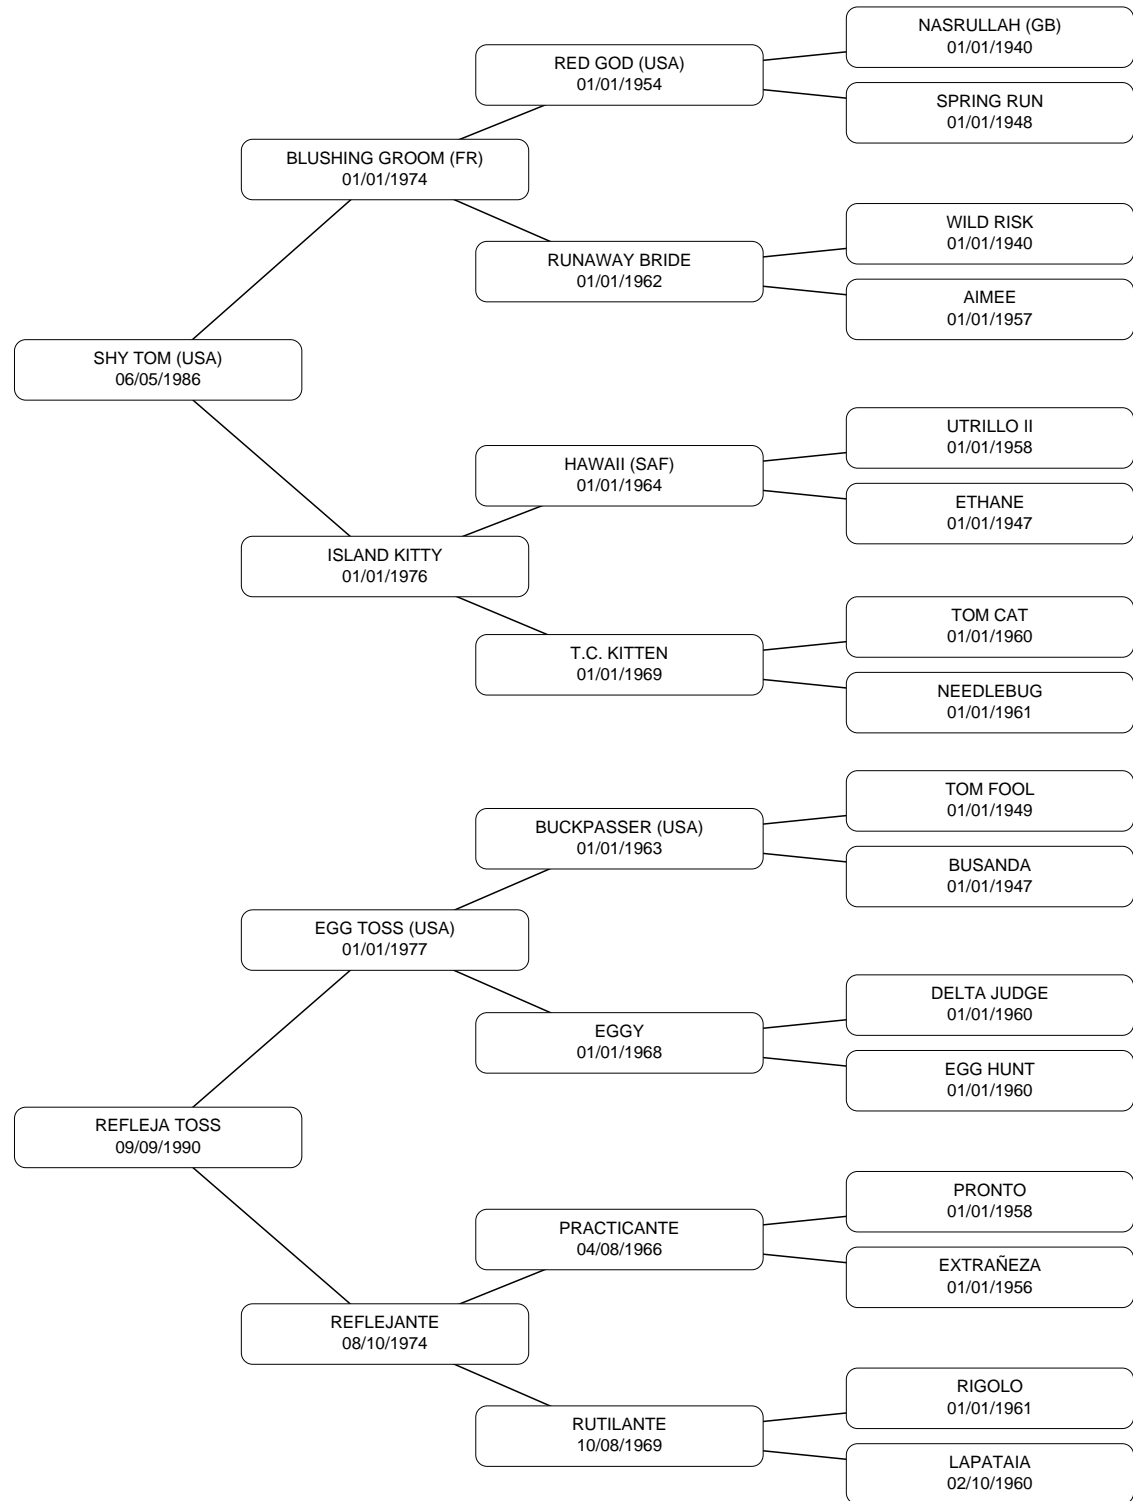 NASRULLAH (GB)
01/01/1940
RED GOD (USA)
01/01/1954
SPRING RUN
01/01/1948
BLUSHING GROOM (FR)
01/01/1974
WILD RISK
01/01/1940
RUNAWAY BRIDE
01/01/1962
AIMEE
01/01/1957
SHY TOM (USA)
06/05/1986
UTRILLO II
01/01/1958
HAWAII (SAF)
01/01/1964
ETHANE
01/01/1947
ISLAND KITTY
01/01/1976
TOM CAT
01/01/1960
T.C. KITTEN
01/01/1969
NEEDLEBUG
01/01/1961
TOM FOOL
01/01/1949
BUCKPASSER (USA)
01/01/1963
BUSANDA
01/01/1947
EGG TOSS (USA)
01/01/1977
DELTA JUDGE
01/01/1960
EGGY
01/01/1968
EGG HUNT
01/01/1960
REFLEJA TOSS
09/09/1990
PRONTO
01/01/1958
PRACTICANTE
04/08/1966
EXTRAÑEZA
01/01/1956
REFLEJANTE
08/10/1974
RIGOLO
01/01/1961
RUTILANTE
10/08/1969
LAPATAIA
02/10/1960